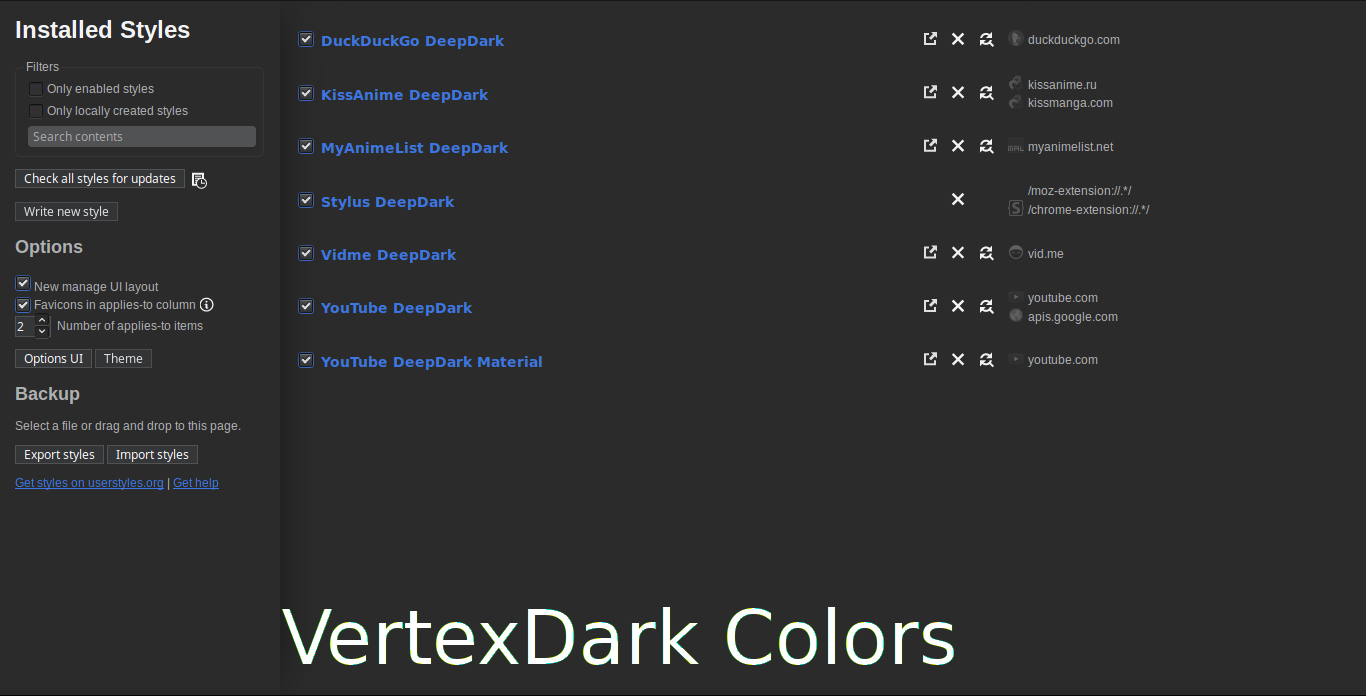 Installed Styles
Filters
Only enabled styles
Only locally created styles
Search contents
Check all styles for updates
Write new style
Options
New manage UI layout
Favicons in applies-to column
2 Number of applies-to items
Options UI Theme
Backup
Select a file or drag and drop to this page.
Export styles Import styles
Get styles on userstyles.org | Get help
DuckDuckGo DeepDark duckduckgo.com
KissAnime DeepDark kissanime.ru
kissmanga.com
MyAnimeList DeepDark MAL myanimelist.net
Stylus DeepDark /moz-extension://.*/
S /chrome-extension://.*/
Vidme DeepDark vid.me
YouTube DeepDark youtube.com
apis.google.com
YouTube DeepDark Material youtube.com
VertexDark Colors